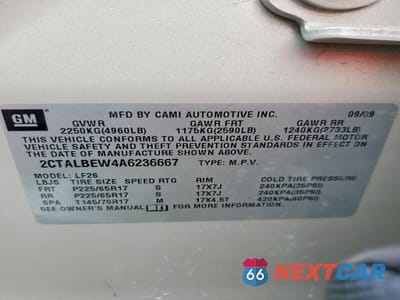 GM
MFD BY CAMI AUTOMOTIVE INC. 09/09
GVWR GAWR FRT GAWR RR
2250KG(4960LB) 1175KG(2590LB) 1240KG(2733LB)
THIS VEHICLE CONFORMS TO ALL APPLICABLE U.S. FEDERAL MOTOR
VEHICLE SAFETY AND THEFT PREVENTION STANDARDS IN
EFFECT ON THE DATE OF MANUFACTURE SHOWN ABOVE.
2CTALBEW4A6236667 TYPE: M.P.V.
MODEL: LF26
LBJS TIRE SIZE SPEED RTG RIM COLD TIRE PRESSURE
FRT P225/65R17 S 17X7J 240KPA(35PSI)
RR P225/65R17 S 17X7J 240KPA(35PSI)
SPA T145/70R17 M 17X4.5T 420KPA(60PSI)
SEE OWNER'S MANUAL FOR MORE INFORMATION.
66 NEXTCAR